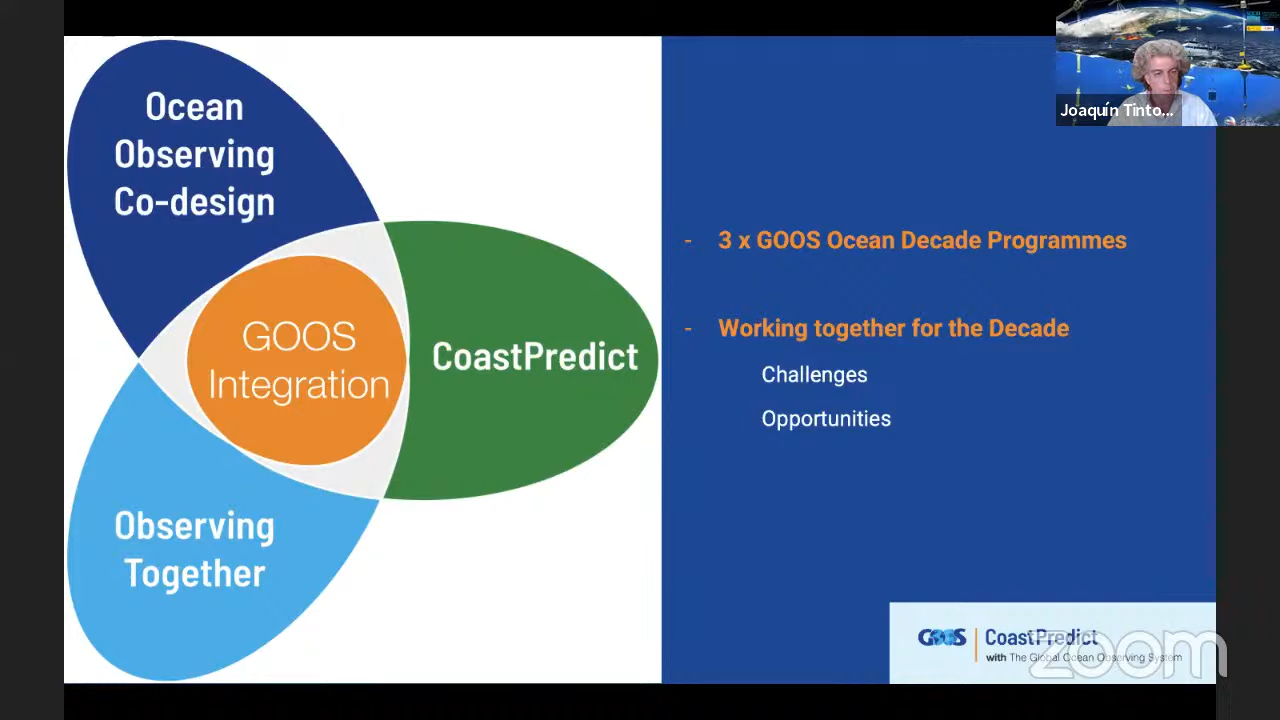 Ocean
Observing
Co-design
GOOS
Integration
CoastPredict
Observing
Together
- 3 x GOOS Ocean Decade Programmes
- Working together for the Decade
Challenges
Opportunities
Joaquín Tinto...
GOOS
CoastPredict
with The Global Ocean Observing System
zoom